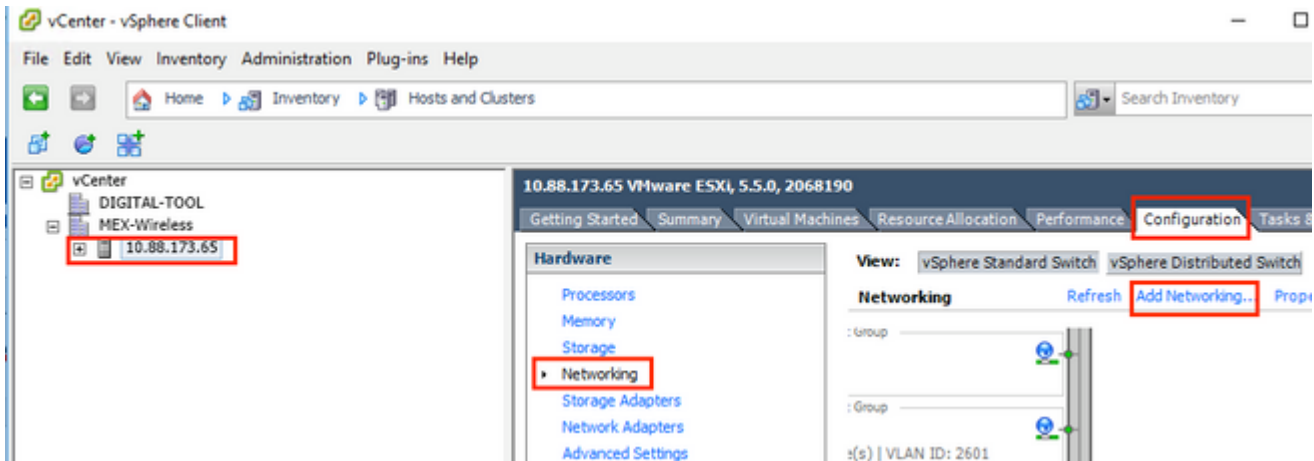 vCenter - vSphere Client
File Edit View Inventory Administration Plug-ins Help
Home Inventory Hosts and Clusters
Search Inventory
vCenter
DIGITAL-TOOL
MEX-Wireless
10.88.173.65
10.88.173.65 VMware ESXi, 5.5.0, 2068190
Getting Started Summary Virtual Machines Resource Allocation Performance Configuration Tasks &
Hardware
Processors
Memory
Storage
Networking
Storage Adapters
Network Adapters
Advanced Settings
View: vSphere Standard Switch vSphere Distributed Switch
Networking Refresh Add Networking... Prope
: Group
: Group
e(s) | VLAN ID: 2601